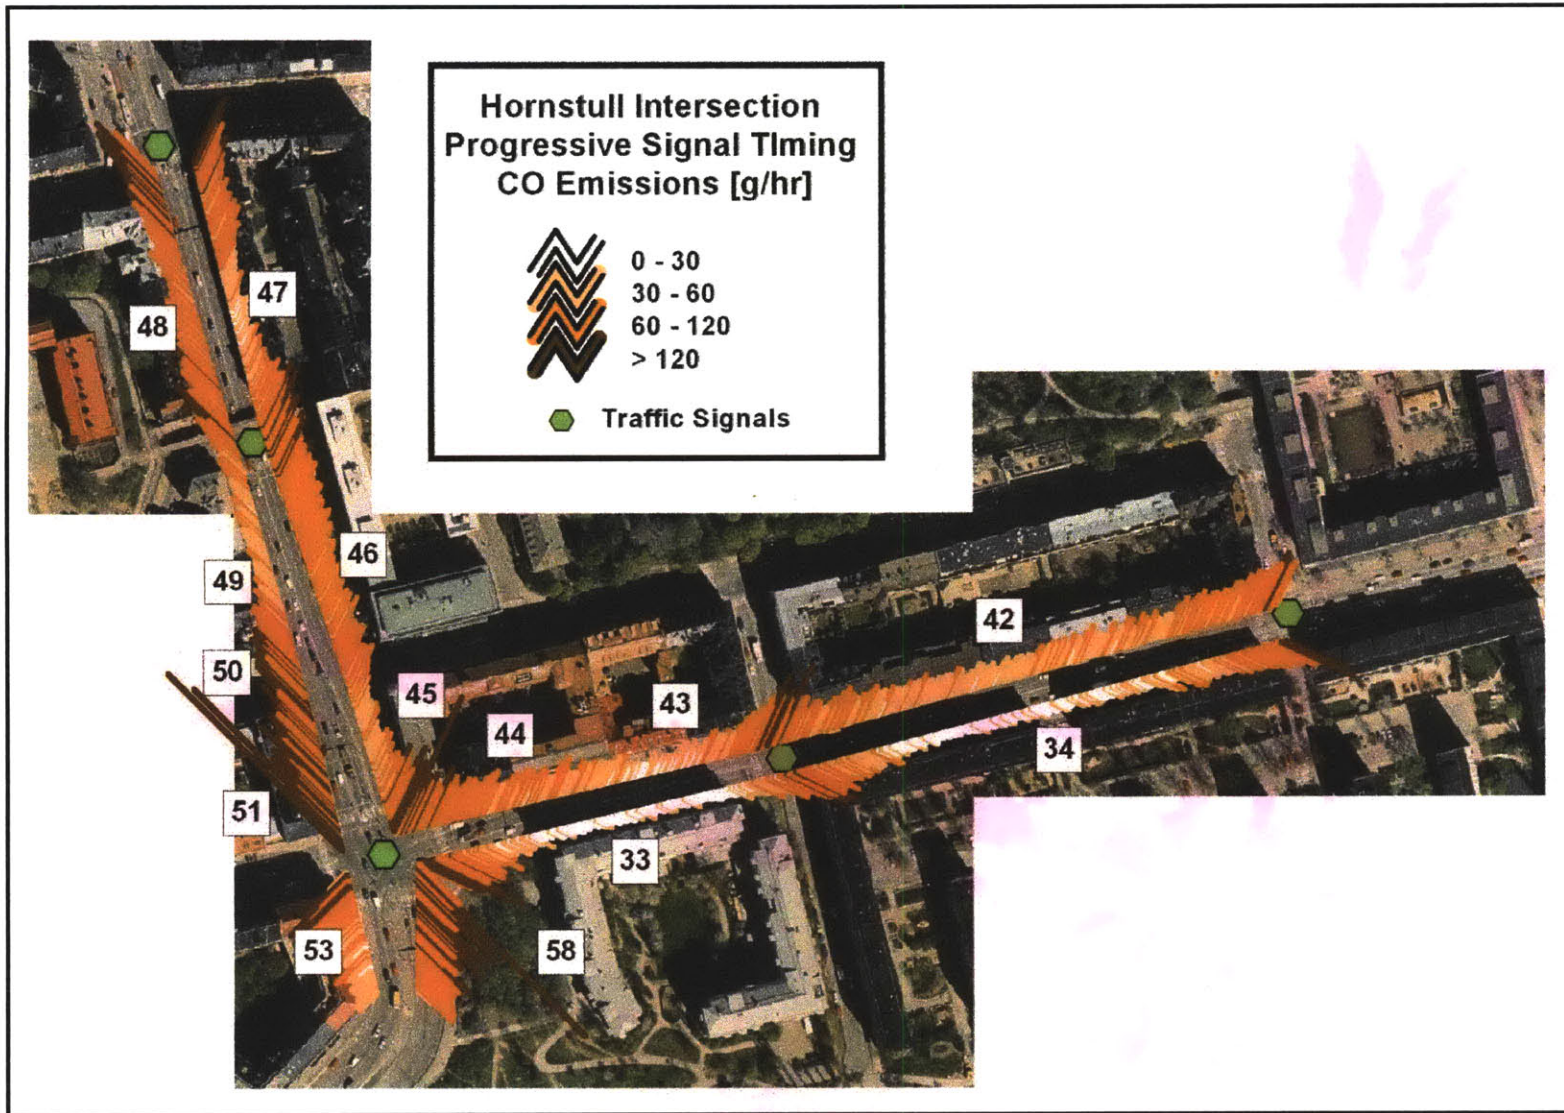 Hornstull Intersection
Progressive Signal TIming
CO Emissions [g/hr]
0 - 30
30 - 60
60 - 120
> 120
Traffic Signals
47
48
46
49
50
45
44
43
42
34
51
33
53
58